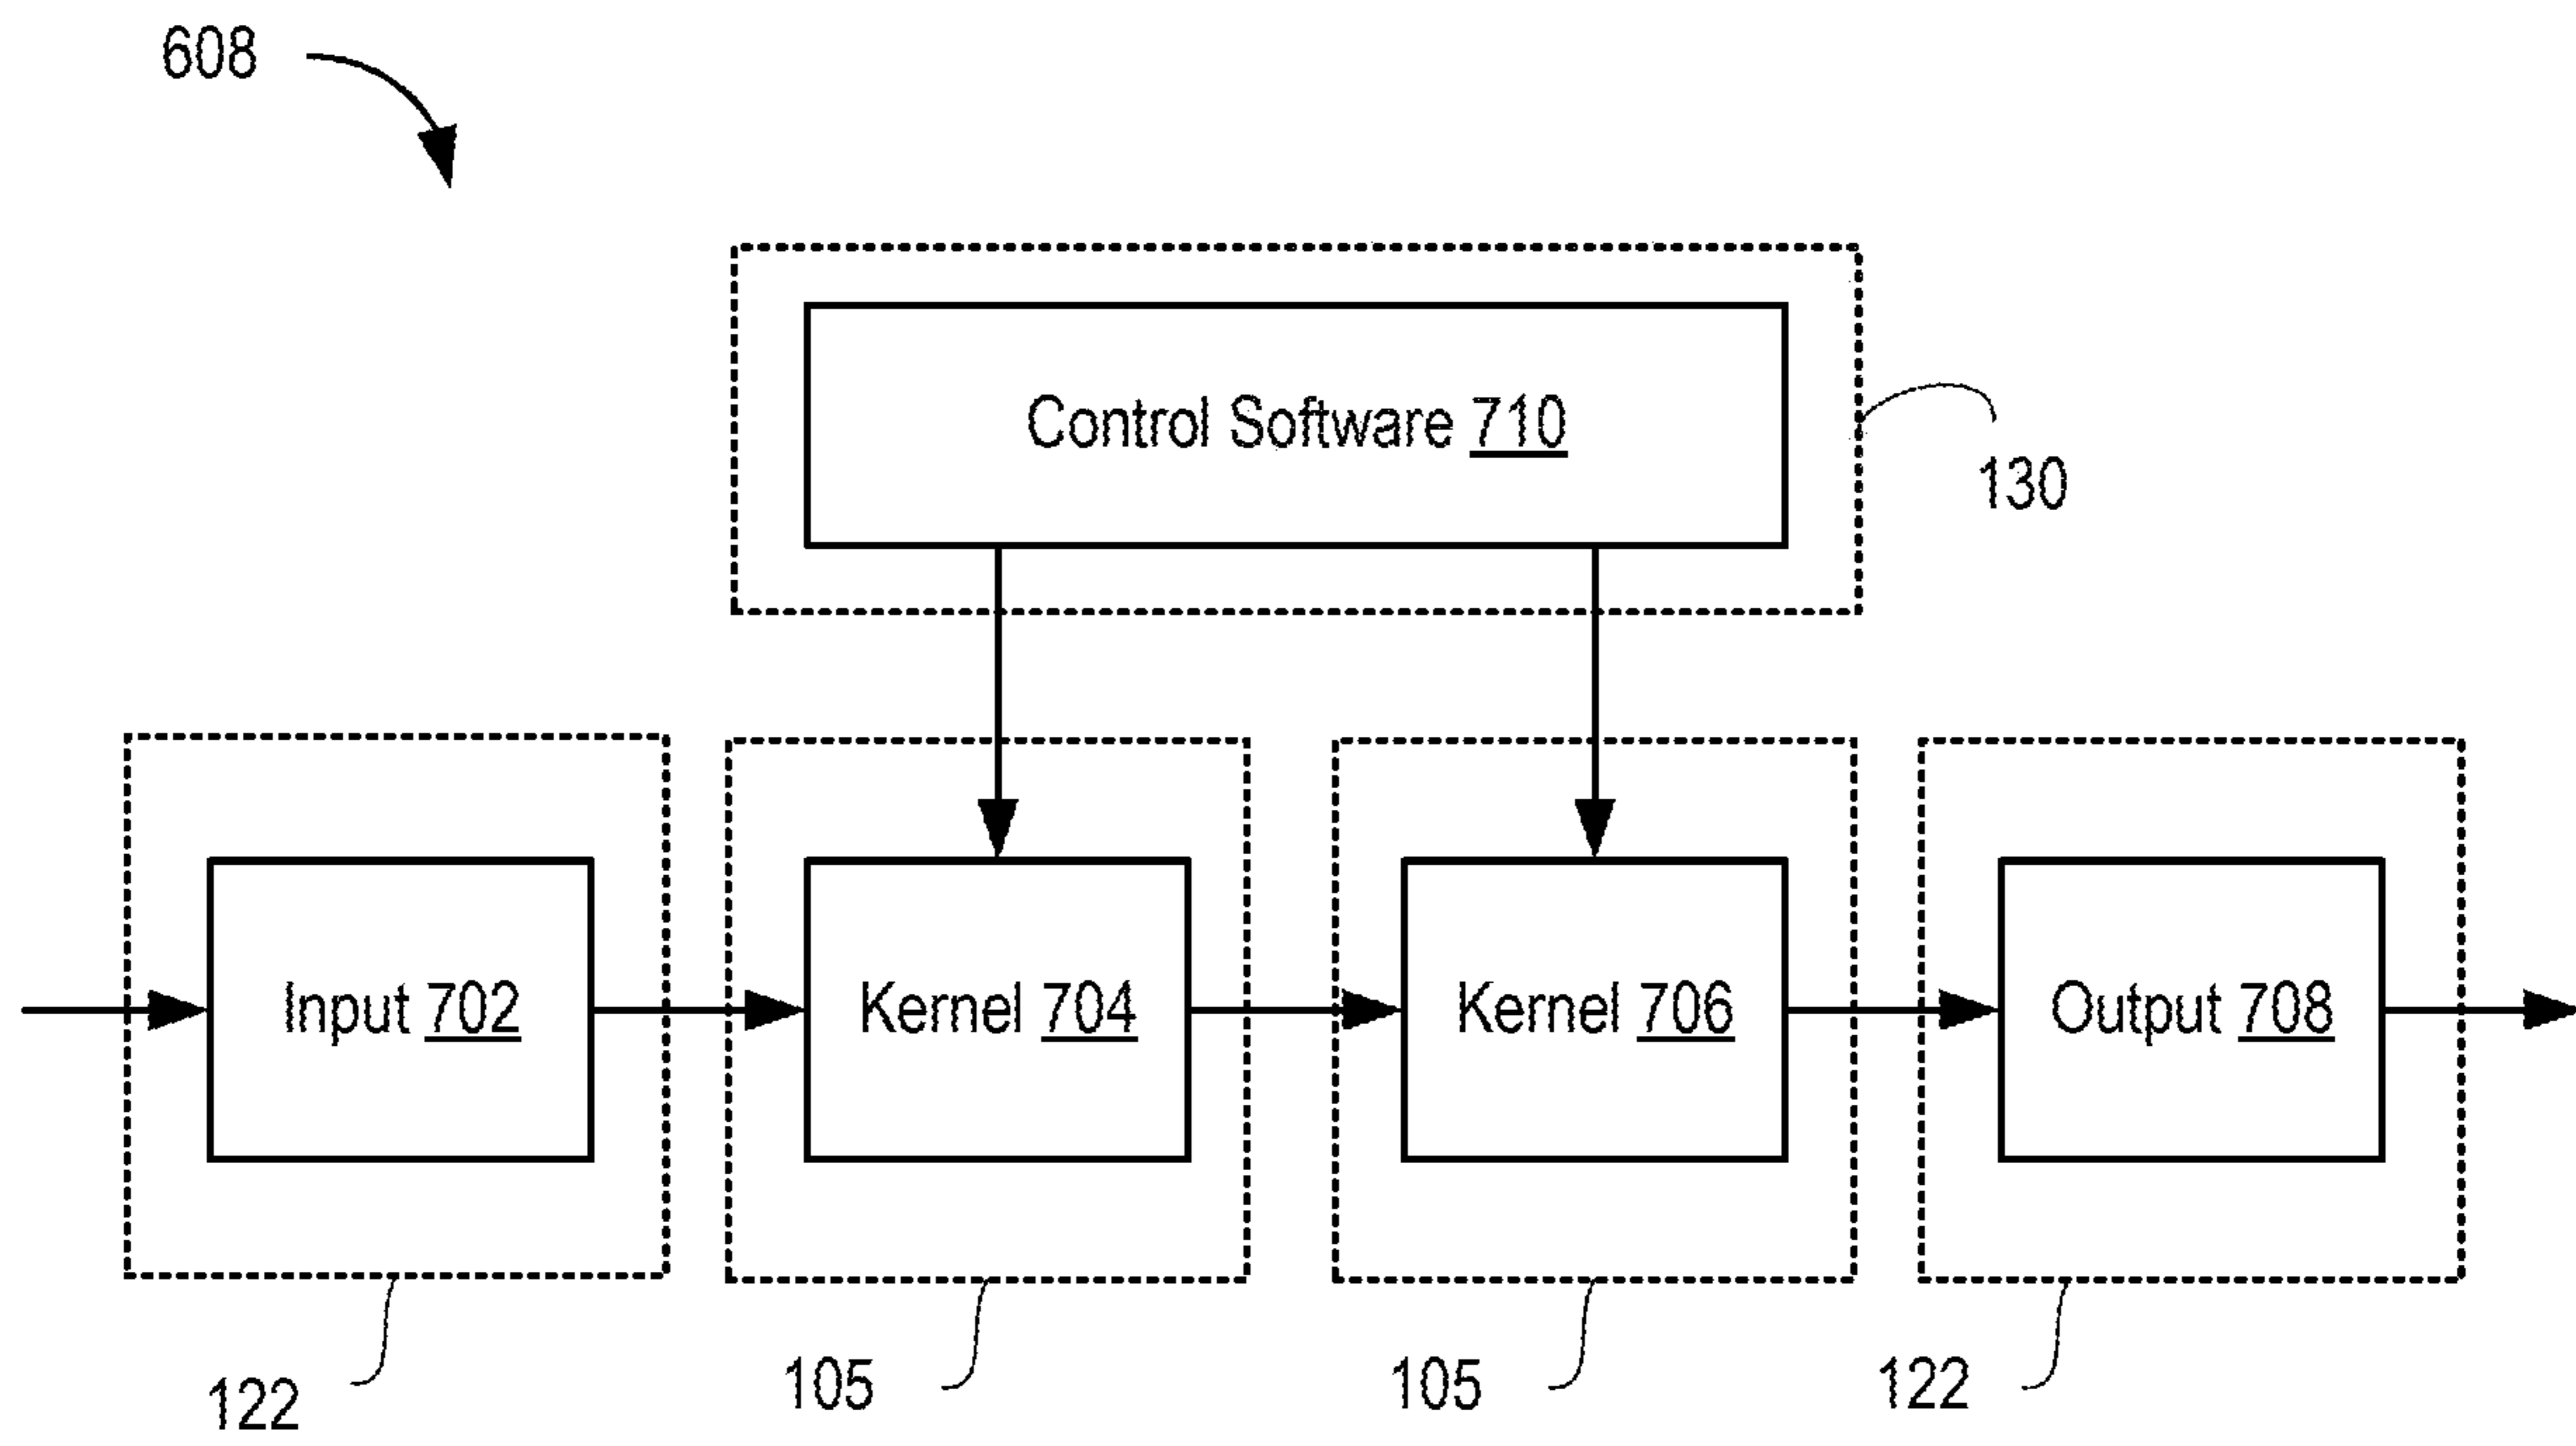 608
Control Software 710
130
Input 702
Kernel 704
Kernel 706
Output 708
122
105
105
122